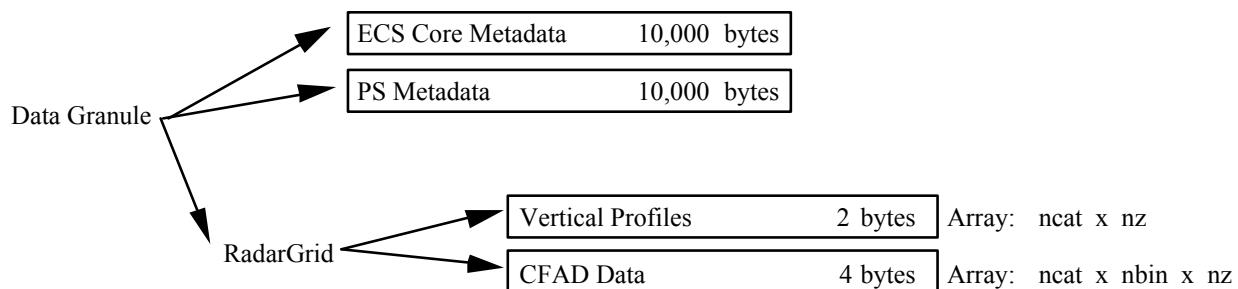 ECS Core Metadata 10,000 bytes
PS Metadata 10,000 bytes
Data Granule
Vertical Profiles 2 bytes Array: ncat x nz
RadarGrid
CFAD Data 4 bytes Array: ncat x nbin x nz